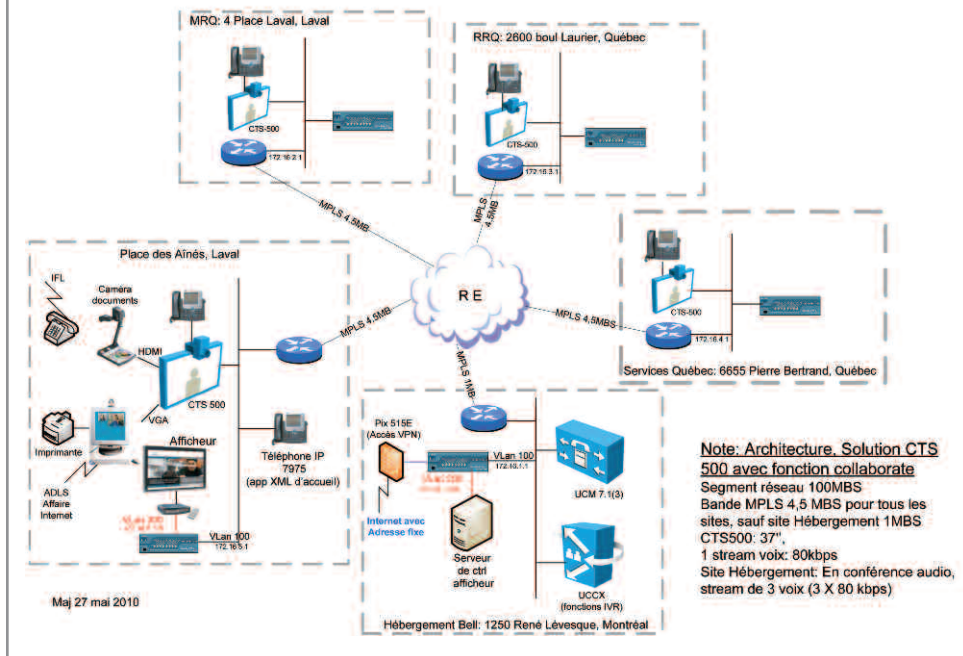 MRQ: 4 Place Laval, Laval
CTS-500
172.16.2.1
MPLS 4.5MB
RRQ: 2600 boul Laurier, Québec
CTS-500
172.16.3.1
MPLS
4.5MB
R E
Services Québec: 6655 Pierre Bertrand, Québec
CTS-500
172.16.4.1
MPLS 4.5MBS
Place des Aînés, Laval
IFL
Caméra
documents
HDMI
CTS 500
VGA
Imprimante
ADLS
Affaire
Internet
Afficheur
Téléphone IP
7975
(app XML d'accueil)
VLan 100
172.16.5.1
MPLS 4.5MB
MPLS 1MB
Pix 515E
(Accès VPN)
VLan 100
172.16.1.1
Internet avec
Adresse fixe
Serveur
de ctrl
afficheur
UCM 7.1(3)
UCCX
(fonctions IVR)
Hébergement Bell: 1250 René Lévesque, Montréal
Note: Architecture, Solution CTS
500 avec fonction collaborate
Segment réseau 100MBS
Bande MPLS 4,5 MBS pour tous les
sites, sauf site Hébergement 1MBS
CTS500: 37",
1 stream voix: 80kbps
Site Hébergement: En conférence audio,
stream de 3 voix (3 X 80 kbps)
Maj 27 mai 2010